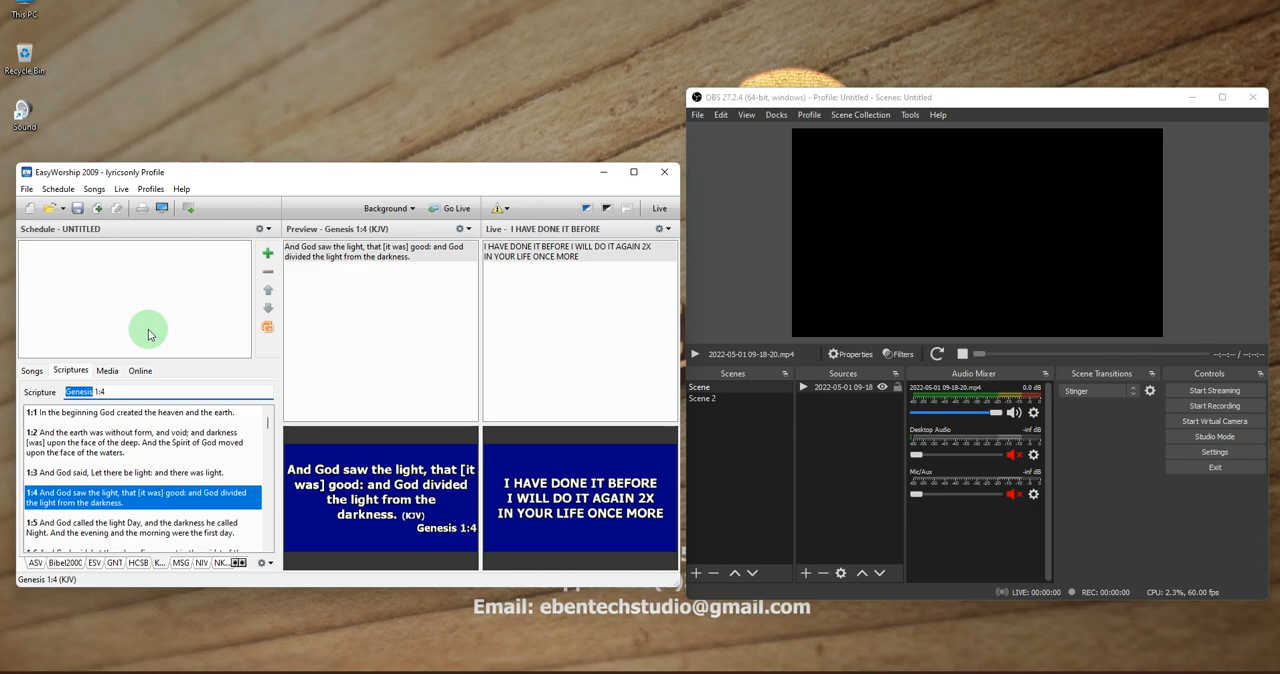 This PC
Recycle Bin
Sound
EasyWorship 2009 - lyricsonly Profile
File Schedule Songs Live Profiles Help
Background Go Live Live
Schedule - UNTITLED
Preview - Genesis 1:4 (KJV)
Live - I HAVE DONE IT BEFORE
And God saw the light, that [it was] good: and God
divided the light from the darkness.
I HAVE DONE IT BEFORE I WILL DO IT AGAIN 2X
IN YOUR LIFE ONCE MORE
Songs Scriptures Media Online
Scripture Genesis 1:4
1:1 In the beginning God created the heaven and the earth.
1:2 And the earth was without form, and void; and darkness
[was] upon the face of the deep. And the Spirit of God moved
upon the face of the waters.
1:3 And God said, Let there be light: and there was light.
1:4 And God saw the light, that [it was] good: and God divided
the light from the darkness.
1:5 And God called the light Day, and the darkness he called
Night. And the evening and the morning were the first day.
ASV Bibel2000 ESV GNT HCSB K... MSG NIV NK...
Genesis 1:4 (KJV)
And God saw the light, that [it
was] good: and God divided
the light from the
darkness. (KJV)
Genesis 1:4
I HAVE DONE IT BEFORE
I WILL DO IT AGAIN 2X
IN YOUR LIFE ONCE MORE
Email: ebentechstudio@gmail.com
OBS 27.2.4 (64-bit, windows) - Profile: Untitled - Scenes: Untitled
File Edit View Docks Profile Scene Collection Tools Help
2022-05-01 09-18-20.mp4 Properties Filters --:--:-- / --:--:--
Scenes
Scene
Scene 2
Sources
2022-05-01 09-18
Audio Mixer
2022-05-01 09-18-20.mp4 0.0 dB
Desktop Audio -inf dB
Mic/Aux -inf dB
Scene Transitions
Stinger
Controls
Start Streaming
Start Recording
Start Virtual Camera
Studio Mode
Settings
Exit
LIVE: 00:00:00 REC: 00:00:00 CPU: 2.3%, 60.00 fps